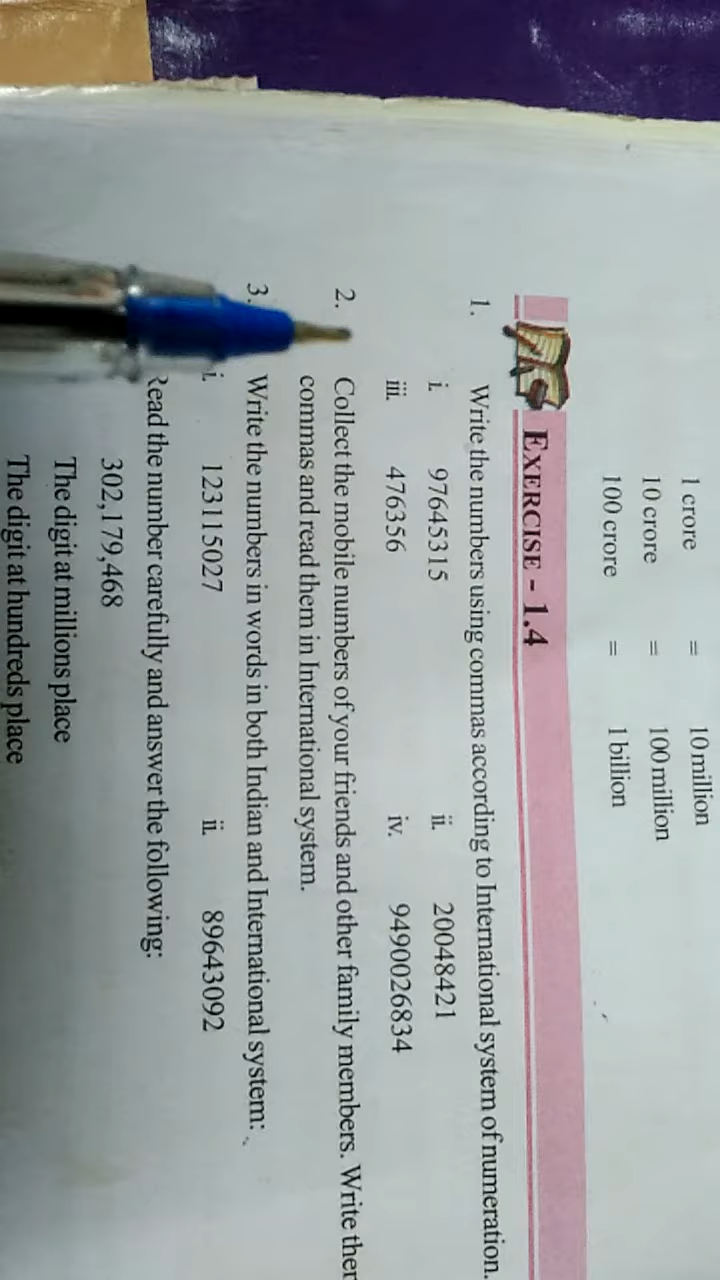 1 crore = 10 million
10 crore = 100 million
100 crore = 1 billion
EXERCISE - 1.4
1. Write the numbers using commas according to International system of numeration.
i. 97645315 ii. 20048421
iii. 476356 iv. 9490026834
2. Collect the mobile numbers of your friends and other family members. Write
commas and read them in International system.
3. Write the numbers in words in both Indian and International system:
i. 123115027 ii. 89643092
Read the number carefully and answer the following:
302,179,468
The digit at millions place
The digit at hundreds place